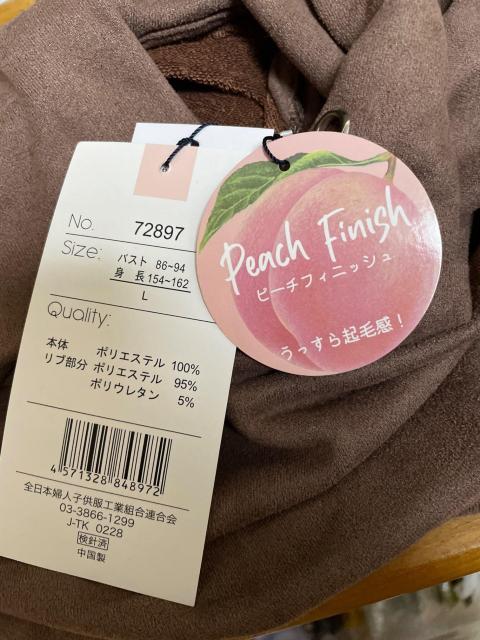 No. 72897
Size: バスト 86~94
身 長 154~162
L
Quality:
本体 ポリエステル 100%
リブ部分 ポリエステル 95%
ポリウレタン 5%
4 571328 848972
全日本婦人子供服工業組合連合会
03-3866-1299
J-TK 0228
検針済
中国製
Peach Finish
ピーチフィニッシュ
うっすら起毛感!